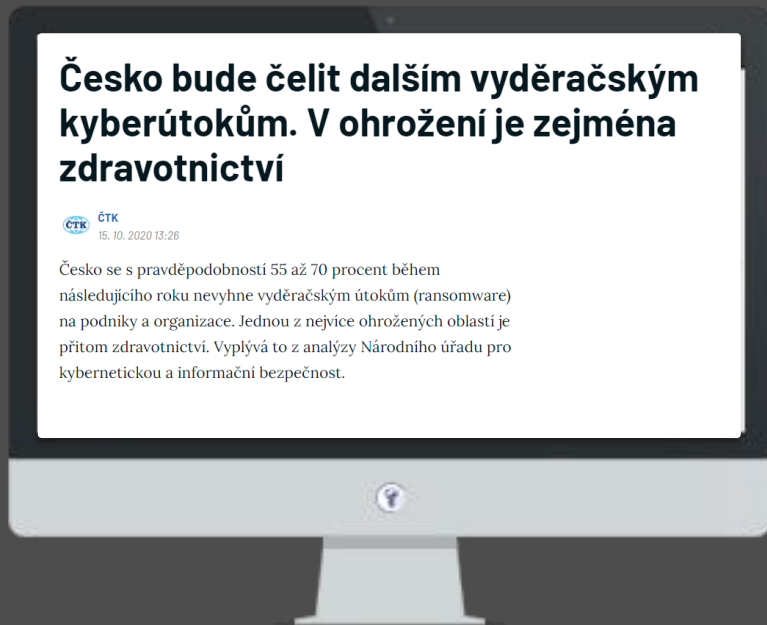 Česko bude čelit dalším vyděračským
kyberútokům. V ohrožení je zejména
zdravotnictví
ČTK
ČTK
15. 10. 2020 13:26
Česko se s pravděpodobností 55 až 70 procent během
následujícího roku nevyhne vyděračským útokům (ransomware)
na podniky a organizace. Jednou z nejvíce ohrožených oblastí je
přitom zdravotnictví. Vyplývá to z analýzy Národního úřadu pro
kybernetickou a informační bezpečnost.